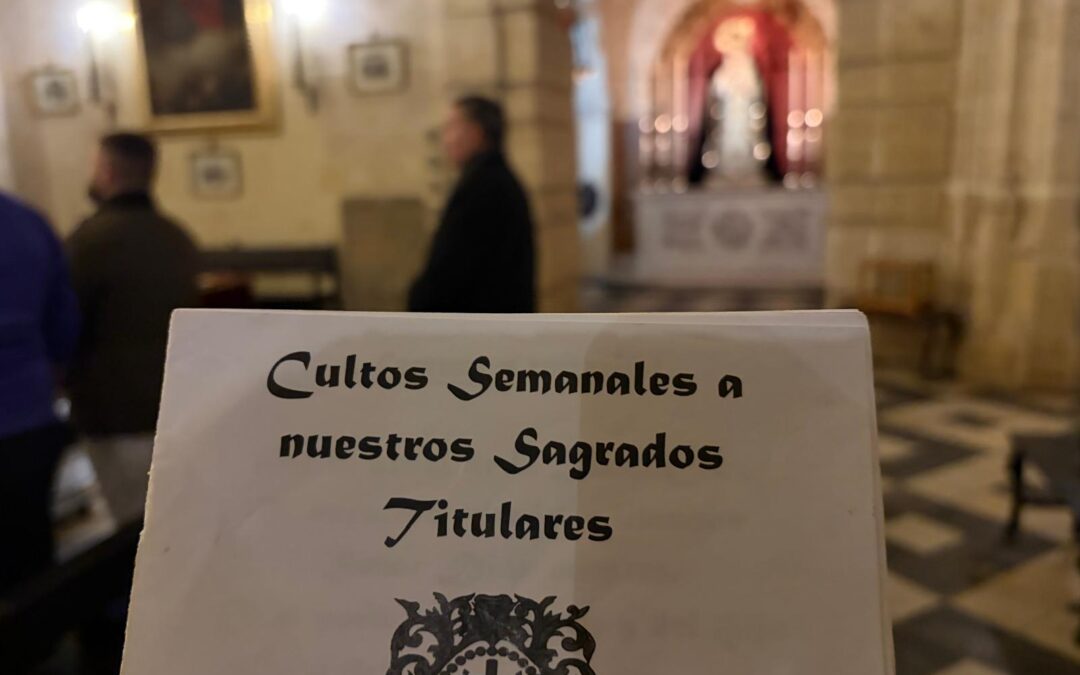 Cultos Semanales a
nuestros Sagrados
Titulares